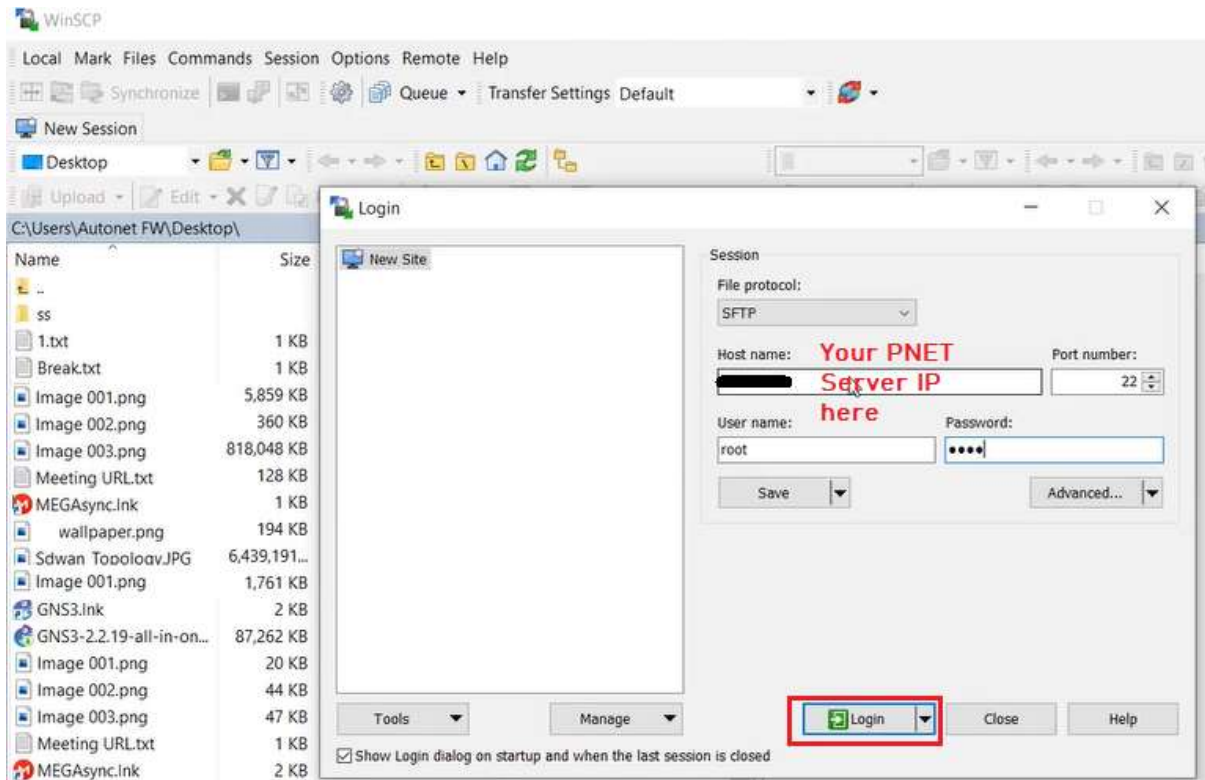 WinSCP
Local Mark Files Commands Session Options Remote Help
Synchronize Queue Transfer Settings Default
New Session
Desktop
Upload Edit
C:\Users\Autonet FW\Desktop\
Name Size
..
ss
1.txt 1 KB
Break.txt 1 KB
Image 001.png 5,859 KB
Image 002.png 360 KB
Image 003.png 818,048 KB
Meeting URL.txt 128 KB
MEGAsync.lnk 1 KB
wallpaper.png 194 KB
Sdwan Topology.JPG 6,439,191...
Image 001.png 1,761 KB
GNS3.lnk 2 KB
GNS3-2.2.19-all-in-on... 87,262 KB
Image 001.png 20 KB
Image 002.png 44 KB
Image 003.png 47 KB
Meeting URL.txt 1 KB
MEGAsync.lnk 2 KB
Login
New Site
Session
File protocol:
SFTP
Host name: Port number:
Your PNET
Server IP
here
22
User name: Password:
root ••••
Save Advanced...
Tools Manage Login Close Help
Show Login dialog on startup and when the last session is closed